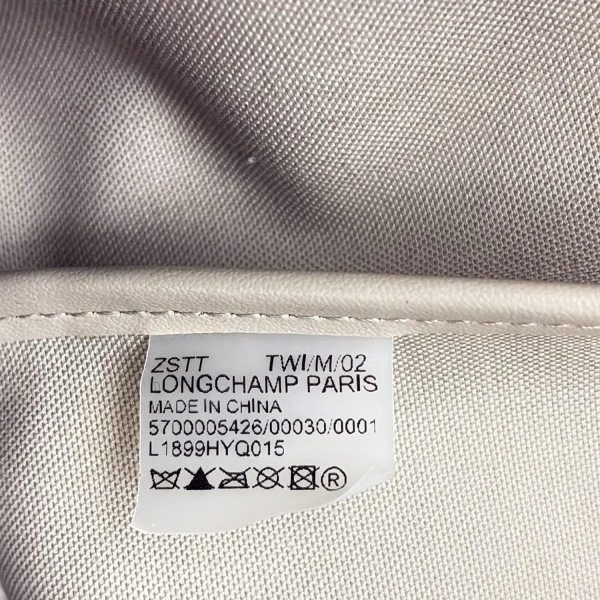 ZSTT TWI/M/02
LONGCHAMP PARIS
MADE IN CHINA
5700005426/00030/0001
L1899HYQ015
R